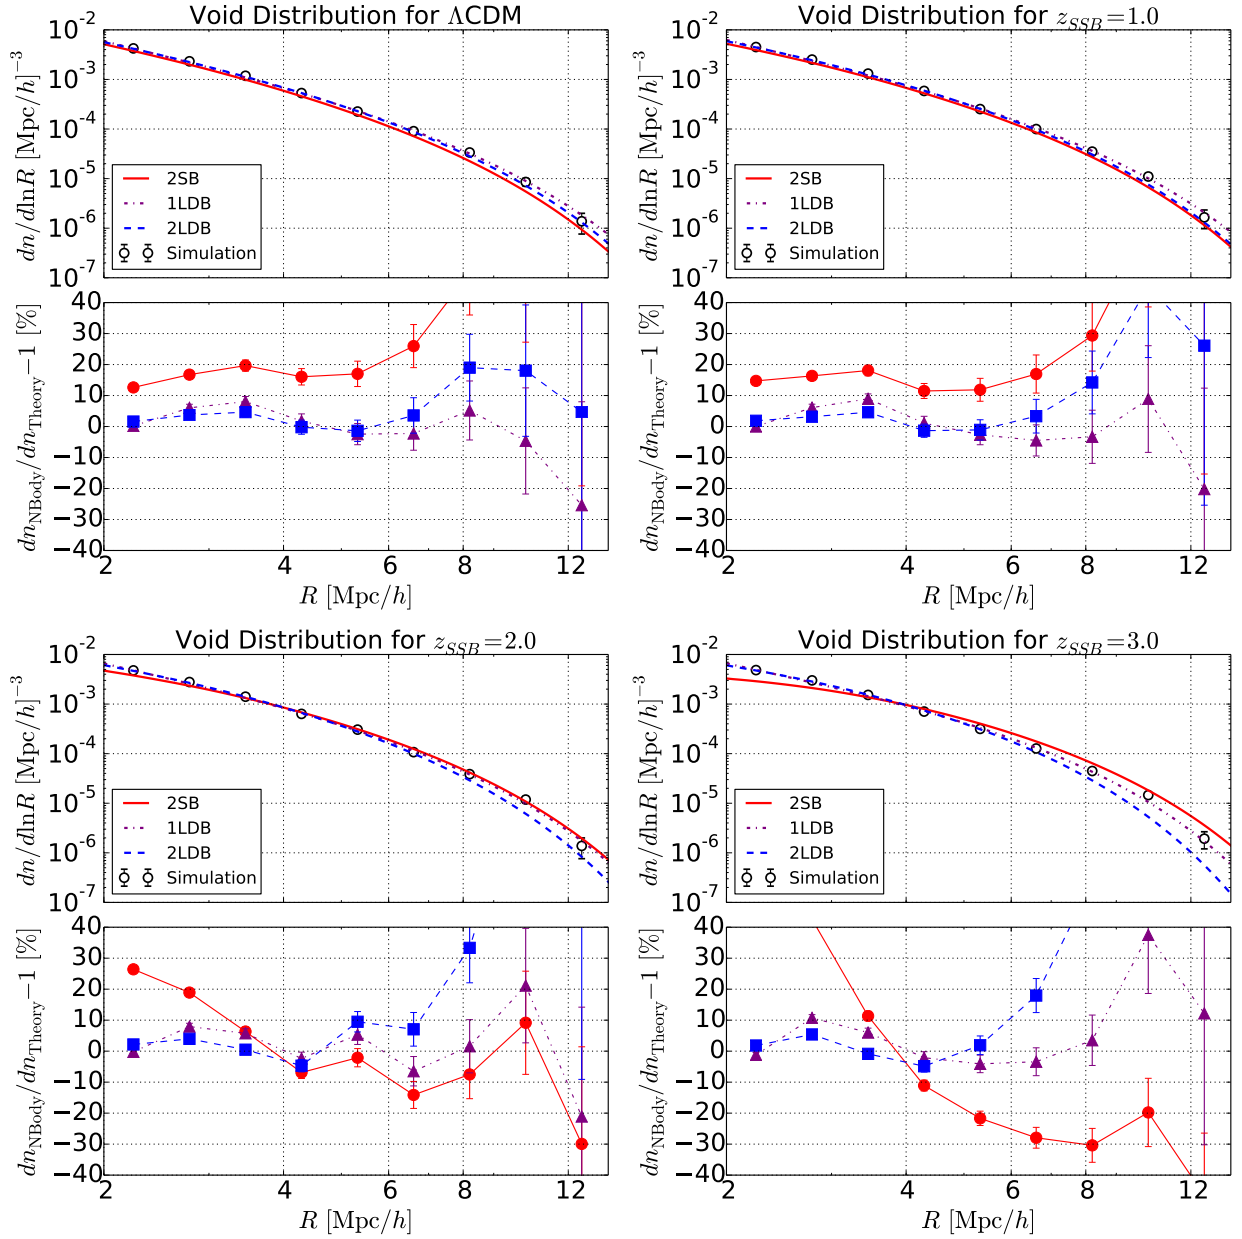 Void Distribution for ΛCDM
dn/dlnR [Mpc/h]⁻³
10⁻²
10⁻³
10⁻⁴
10⁻⁵
10⁻⁶
10⁻⁷
2SB
1LDB
2LDB
Simulation
dn_NBody/dn_Theory−1 [%]
40
30
20
10
0
−10
−20
−30
−40
2 4 6 8 12
R [Mpc/h]
Void Distribution for z_SSB=1.0
dn/dlnR [Mpc/h]⁻³
10⁻²
10⁻³
10⁻⁴
10⁻⁵
10⁻⁶
10⁻⁷
2SB
1LDB
2LDB
Simulation
dn_NBody/dn_Theory−1 [%]
40
30
20
10
0
−10
−20
−30
−40
2 4 6 8 12
R [Mpc/h]
Void Distribution for z_SSB=2.0
dn/dlnR [Mpc/h]⁻³
10⁻²
10⁻³
10⁻⁴
10⁻⁵
10⁻⁶
10⁻⁷
2SB
1LDB
2LDB
Simulation
dn_NBody/dn_Theory−1 [%]
40
30
20
10
0
−10
−20
−30
−40
2 4 6 8 12
R [Mpc/h]
Void Distribution for z_SSB=3.0
dn/dlnR [Mpc/h]⁻³
10⁻²
10⁻³
10⁻⁴
10⁻⁵
10⁻⁶
10⁻⁷
2SB
1LDB
2LDB
Simulation
dn_NBody/dn_Theory−1 [%]
40
30
20
10
0
−10
−20
−30
−40
2 4 6 8 12
R [Mpc/h]